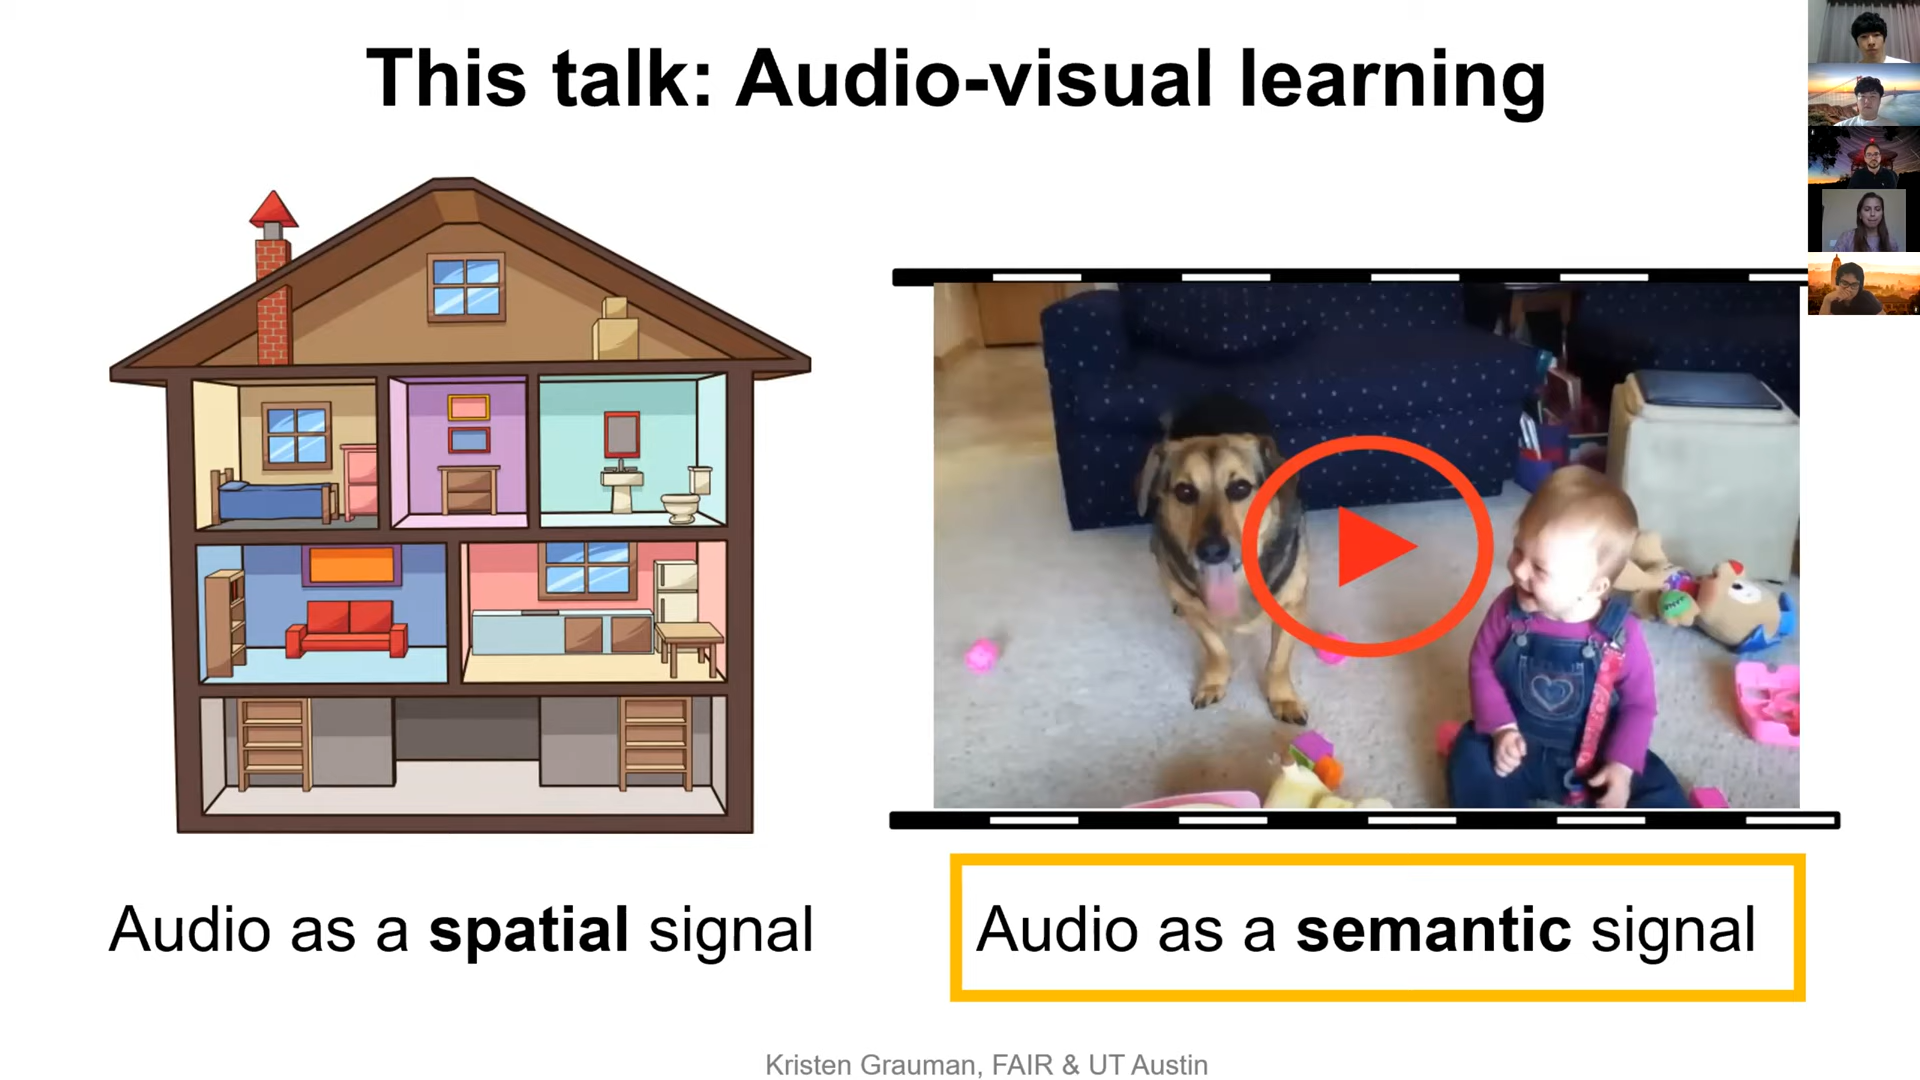 This talk: Audio-visual learning
Audio as a spatial signal
Audio as a semantic signal
Kristen Grauman, FAIR & UT Austin